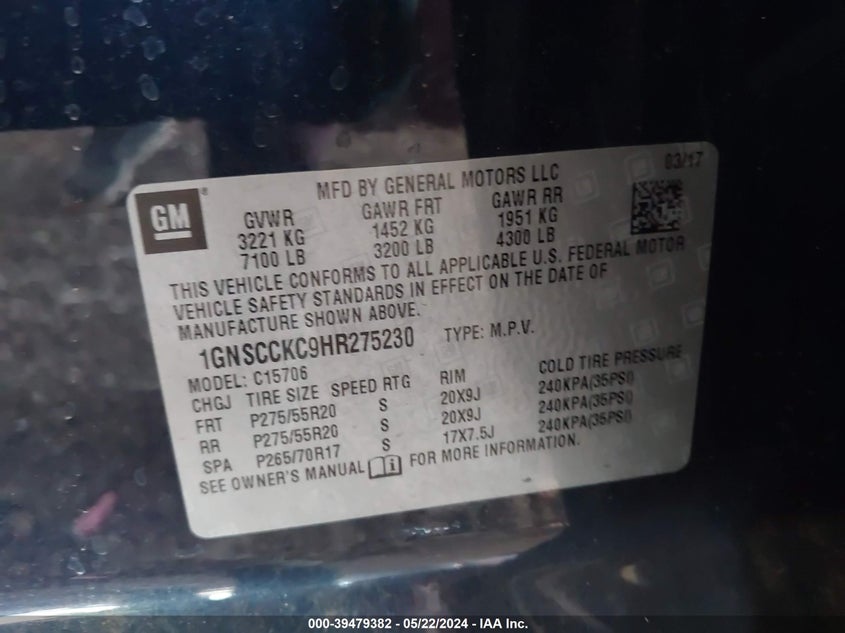 GM ®
MFD BY GENERAL MOTORS LLC 03/17
GVWR GAWR FRT GAWR RR
3221 KG 1452 KG 1951 KG
7100 LB 3200 LB 4300 LB
THIS VEHICLE CONFORMS TO ALL APPLICABLE U.S. FEDERAL MOTOR
VEHICLE SAFETY STANDARDS IN EFFECT ON THE DATE OF
MANUFACTURE SHOWN ABOVE.
1GNSCCKC9HR275230 TYPE: M.P.V.
MODEL: C15706
CHGJ TIRE SIZE SPEED RTG RIM COLD TIRE PRESSURE
FRT P275/55R20 S 20X9J 240KPA(35PSI)
RR P275/55R20 S 20X9J 240KPA(35PSI)
SPA P265/70R17 S 17X7.5J 240KPA(35PSI)
SEE OWNER'S MANUAL i FOR MORE INFORMATION.
000-39479382 - 05/22/2024 - IAA Inc.